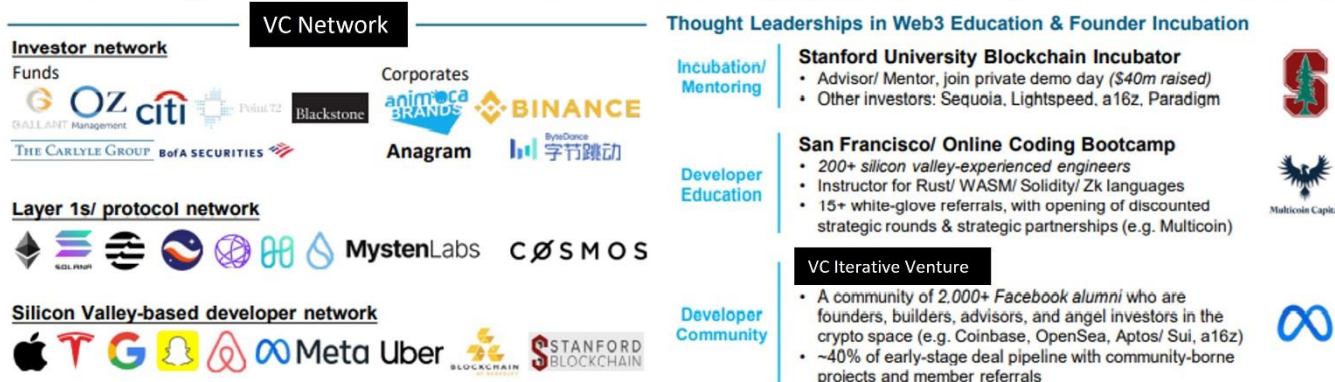 VC Network
Investor network
Funds
Corporates
GALLANT
OZ
Management
citi
Point72
Blackstone
animoca
BRANDS
BINANCE
THE CARLYLE GROUP
BofA SECURITIES
Anagram
ByteDance
字节跳动
Layer 1s/ protocol network
SOLANA
MystenLabs
CØSMOS
Silicon Valley-based developer network
Meta
Uber
BLOCKCHAIN
AT BERKELEY
STANFORD
BLOCKCHAIN
Thought Leaderships in Web3 Education & Founder Incubation
Incubation/
Mentoring
Stanford University Blockchain Incubator
• Advisor/ Mentor, join private demo day ($40m raised)
• Other investors: Sequoia, Lightspeed, a16z, Paradigm
Developer
Education
San Francisco/ Online Coding Bootcamp
• 200+ silicon valley-experienced engineers
• Instructor for Rust/ WASM/ Solidity/ Zk languages
• 15+ white-glove referrals, with opening of discounted
strategic rounds & strategic partnerships (e.g. Multicoin)
Multicoin Capital
Developer
Community
VC Iterative Venture
• A community of 2,000+ Facebook alumni who are
founders, builders, advisors, and angel investors in the
crypto space (e.g. Coinbase, OpenSea, Aptos/ Sui, a16z)
• ~40% of early-stage deal pipeline with community-borne
projects and member referrals